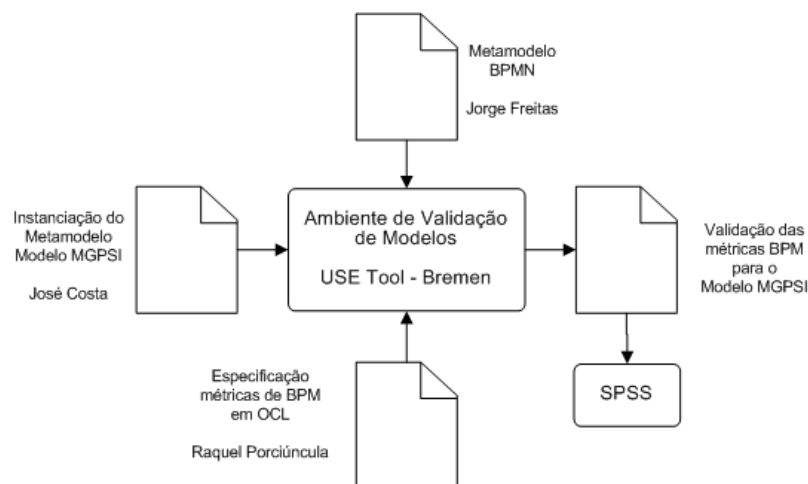 Metamodelo
BPMN
Jorge Freitas
Instanciação do
Metamodelo
Modelo MGPSI
José Costa
Ambiente de Validação
de Modelos
USE Tool - Bremen
Validação das
métricas BPM
para o
Modelo MGPSI
Especificação
métricas de BPM
em OCL
Raquel Porciúncula
SPSS